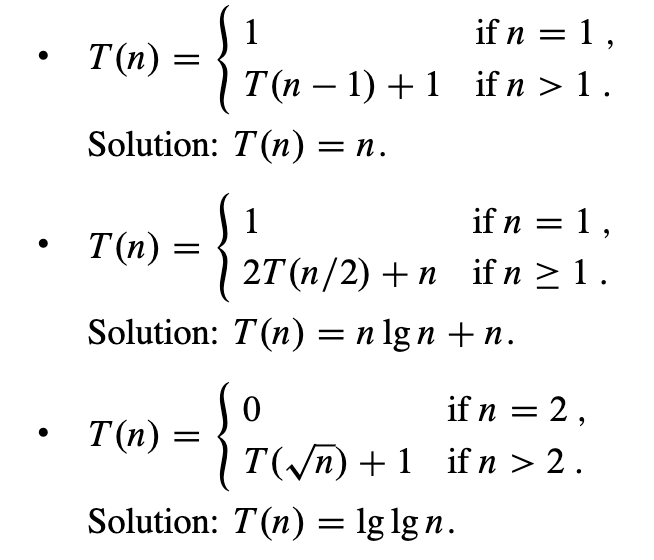 • T(n) = { 1 if n = 1 ,
T(n − 1) + 1 if n > 1 .
Solution: T(n) = n.
• T(n) = { 1 if n = 1 ,
2T(n/2) + n if n ≥ 1 .
Solution: T(n) = n lg n + n.
• T(n) = { 0 if n = 2 ,
T(√n) + 1 if n > 2 .
Solution: T(n) = lg lg n.